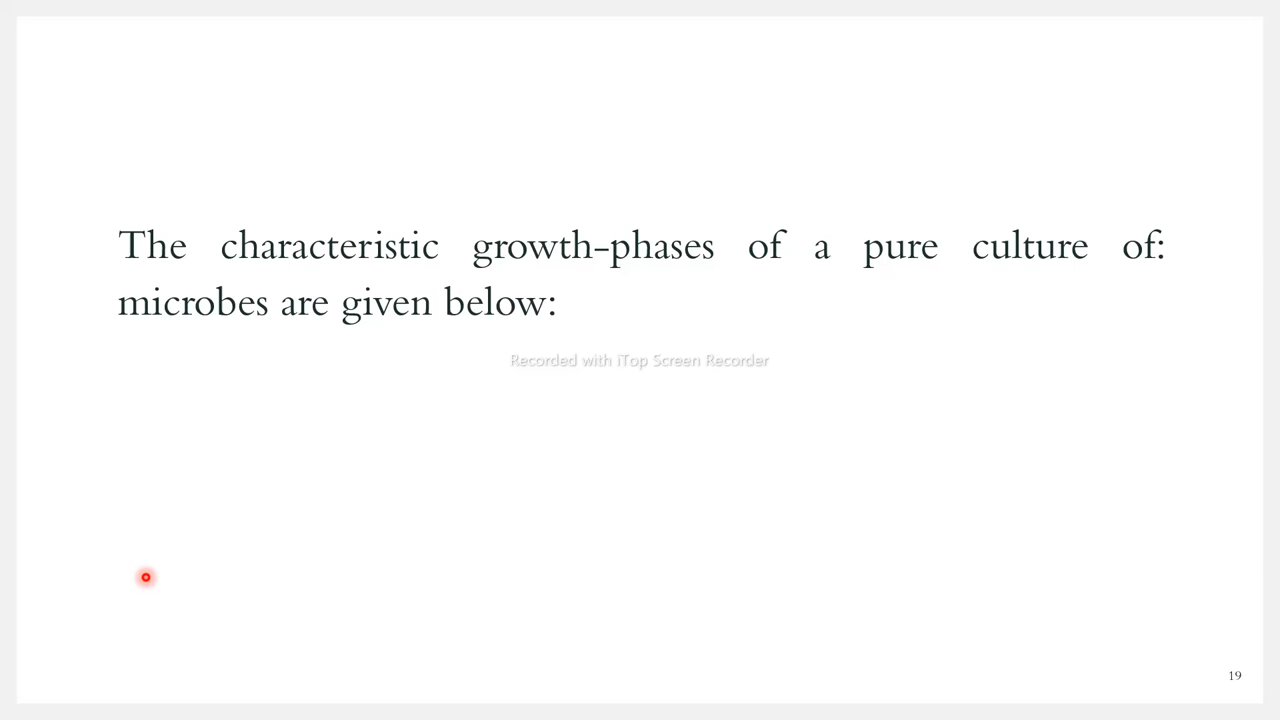 The characteristic growth-phases of a pure culture of:
microbes are given below:
Recorded with iTop Screen Recorder
19